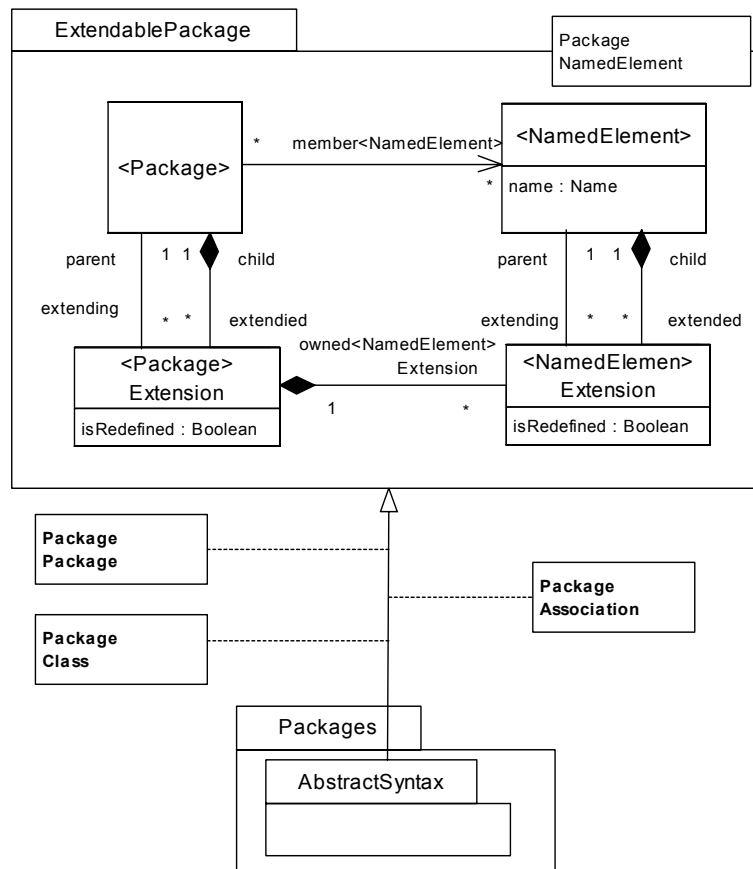 ExtendablePackage
Package
NamedElement
<Package>
*
member<NamedElement>
*
<NamedElement>
name : Name
parent
1
1
child
extending
*
*
extendied
parent
1
1
child
extending
*
*
extended
<Package>
Extension
isRedefined : Boolean
owned<NamedElement>
Extension
1
*
<NamedElemen>
Extension
isRedefined : Boolean
Package
Package
Package
Association
Package
Class
Packages
AbstractSyntax